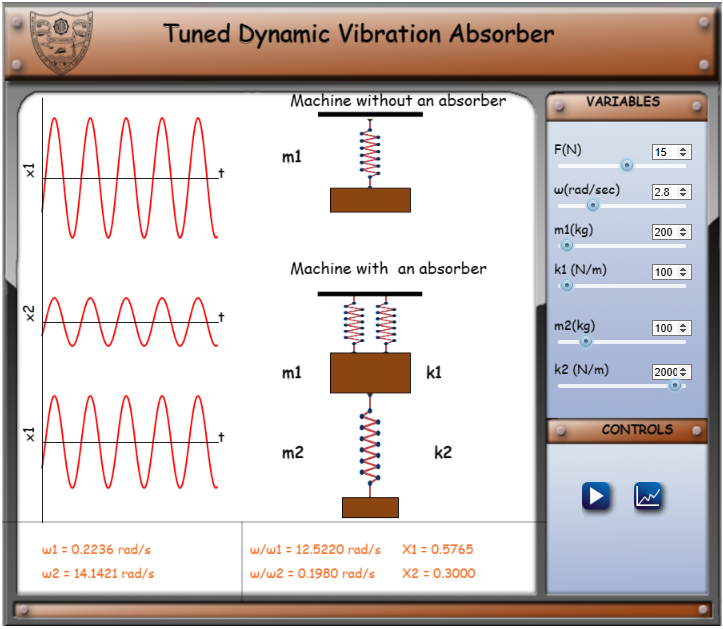 Tuned Dynamic Vibration Absorber
Machine without an absorber
x1
t
m1
Machine with  an absorber
x2
t
m1
k1
x1
t
m2
k2
ω1 = 0.2236 rad/s
ω2 = 14.1421 rad/s
ω/ω1 = 12.5220 rad/s
X1 = 0.5765
ω/ω2 = 0.1980 rad/s
X2 = 0.3000
VARIABLES
F(N)
15
ω(rad/sec)
2.8
m1(kg)
200
k1 (N/m)
100
m2(kg)
100
k2 (N/m)
2000
CONTROLS